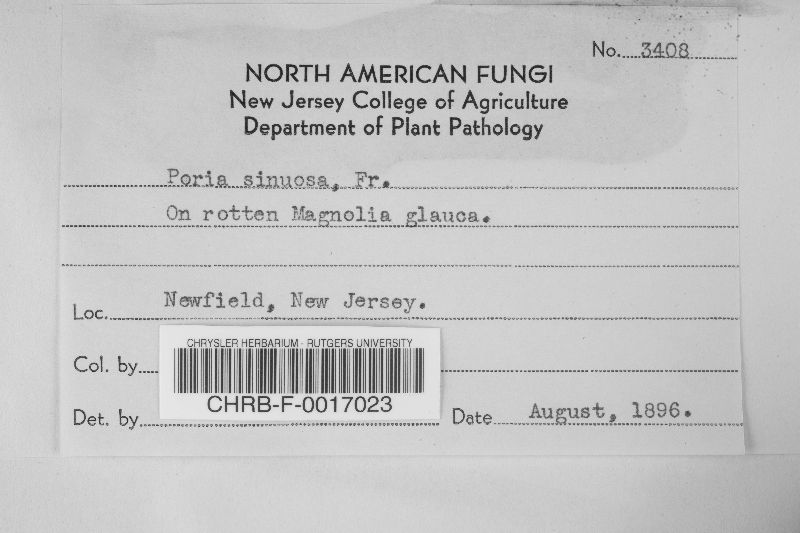 No. 3408
NORTH AMERICAN FUNGI
New Jersey College of Agriculture
Department of Plant Pathology
Poria sinuosa, Fr.
On rotten Magnolia glauca.
Loc. Newfield, New Jersey.
Col. by
CHRYSLER HERBARIUM - RUTGERS UNIVERSITY
CHRB-F-0017023
Det. by
Date August, 1896.